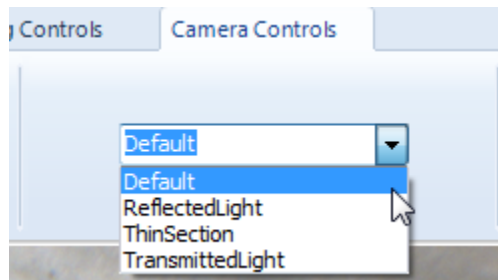 Controls
Camera Controls
Default
Default
ReflectedLight
ThinSection
TransmittedLight